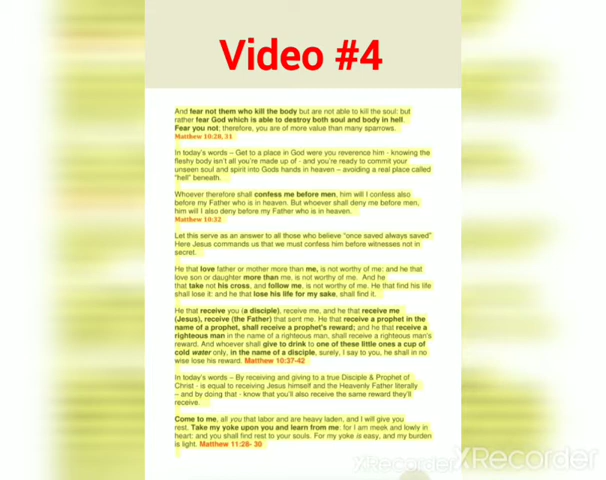 Video #4
And fear not them who kill the body but are not able to kill the soul: but
rather fear God which is able to destroy both soul and body in hell.
Fear you not; therefore, you are of more value than many sparrows.
Matthew 10:28, 31
In today's words – Get to a place in God were you reverence him - knowing the
fleshy body isn't all you're made up of - and you're ready to commit your
unseen soul and spirit into Gods hands in heaven – avoiding a real place called
"hell" beneath.
Whoever therefore shall confess me before men, him will I confess also
before my Father who is in heaven. But whoever shall deny me before men,
him will I also deny before my Father who is in heaven.
Matthew 10:32
Let this serve as an answer to all those who believe "once saved always saved"
Here Jesus commands us that we must confess him before witnesses not in
secret.
He that love father or mother more than me, is not worthy of me: and he that
love son or daughter more than me, is not worthy of me. And he
that take not his cross, and follow me, is not worthy of me. He that find his life
shall lose it: and he that lose his life for my sake, shall find it.
He that receive you (a disciple), receive me, and he that receive me
(Jesus), receive (the Father) that sent me. He that receive a prophet in the
name of a prophet, shall receive a prophet's reward; and he that receive a
righteous man in the name of a righteous man, shall receive a righteous man's
reward. And whoever shall give to drink to one of these little ones a cup of
cold water only, in the name of a disciple, surely, I say to you, he shall in no
wise lose his reward. Matthew 10:37-42
In today's words – By receiving and giving to a true Disciple & Prophet of
Christ - is equal to receiving Jesus himself and the Heavenly Father literally
- and by doing that - know that you'll also receive the same reward they'll
receive.
Come to me, all you that labor and are heavy laden, and I will give you
rest. Take my yoke upon you and learn from me: for I am meek and lowly in
heart: and you shall find rest to your souls. For my yoke is easy, and my burden
is light. Matthew 11:28- 30
XRecorder
XRecorder